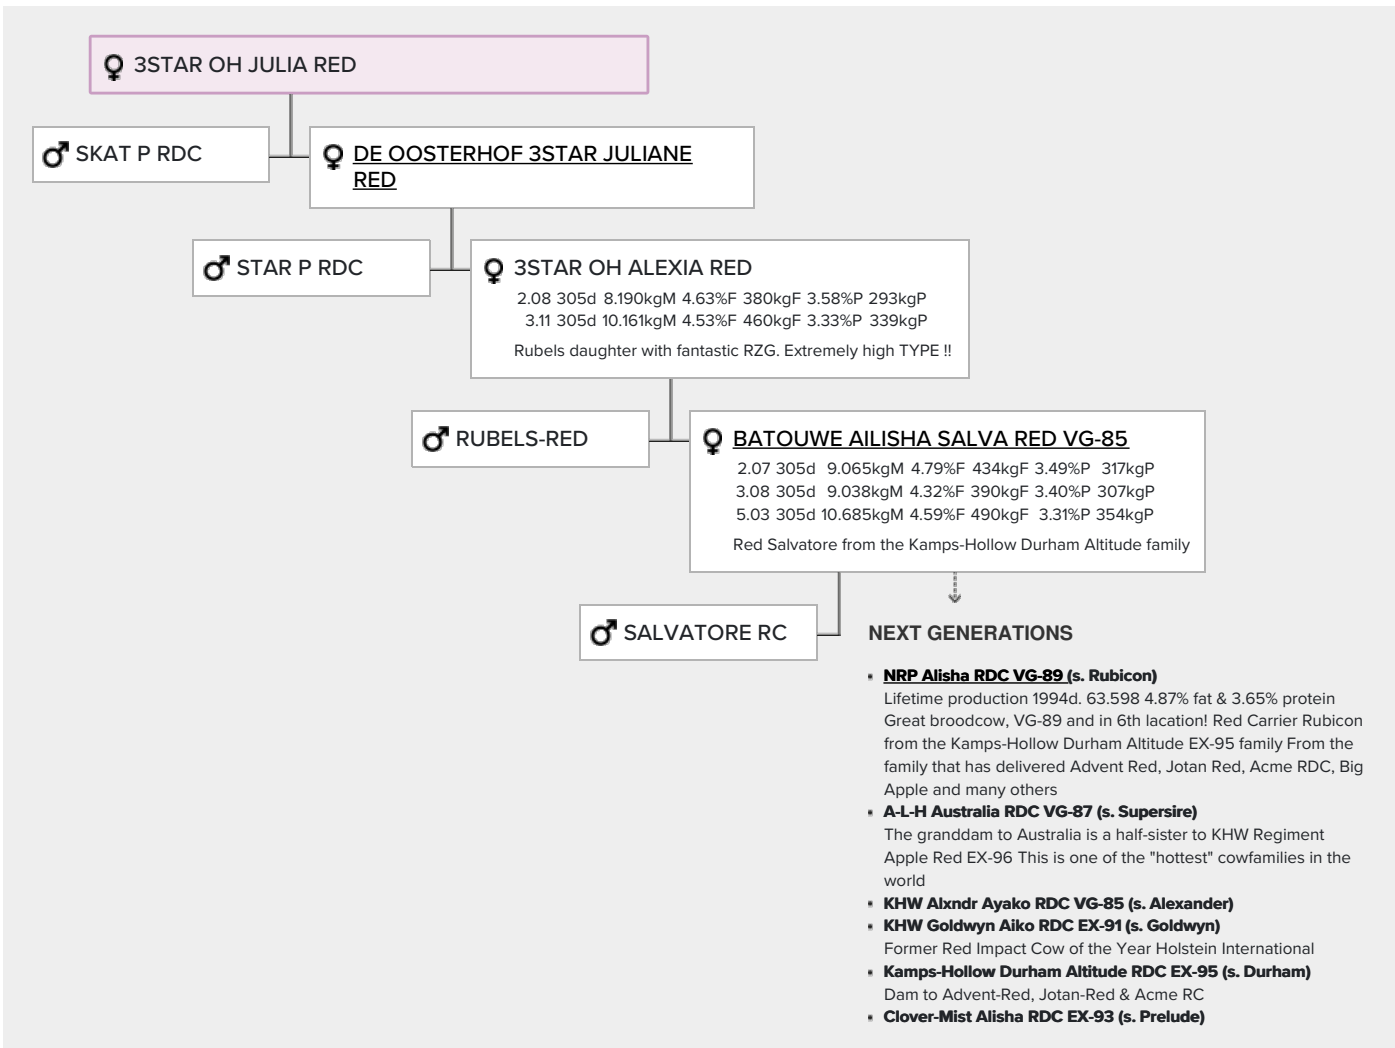 3STAR OH JULIA RED
SKAT P RDC
DE OOSTERHOF 3STAR JULIANE
RED
STAR P RDC
3STAR OH ALEXIA RED
2.08 305d 8.190kgM 4.63%F 380kgF 3.58%P 293kgP
3.11 305d 10.161kgM 4.53%F 460kgF 3.33%P 339kgP
Rubels daughter with fantastic RZG. Extremely high TYPE !!
RUBELS-RED
BATOUWE AILISHA SALVA RED VG-85
2.07 305d 9.065kgM 4.79%F 434kgF 3.49%P 317kgP
3.08 305d 9.038kgM 4.32%F 390kgF 3.40%P 307kgP
5.03 305d 10.685kgM 4.59%F 490kgF 3.31%P 354kgP
Red Salvatore from the Kamps-Hollow Durham Altitude family
SALVATORE RC
NEXT GENERATIONS
NRP Alisha RDC VG-89 (s. Rubicon)
Lifetime production 1994d. 63.598 4.87% fat & 3.65% protein
Great broodcow, VG-89 and in 6th lacation! Red Carrier Rubicon
from the Kamps-Hollow Durham Altitude EX-95 family From the
family that has delivered Advent Red, Jotan Red, Acme RDC, Big
Apple and many others
A-L-H Australia RDC VG-87 (s. Supersire)
The granddam to Australia is a half-sister to KHW Regiment
Apple Red EX-96 This is one of the "hottest" cowfamilies in the
world
KHW Alxndr Ayako RDC VG-85 (s. Alexander)
KHW Goldwyn Aiko RDC EX-91 (s. Goldwyn)
Former Red Impact Cow of the Year Holstein International
Kamps-Hollow Durham Altitude RDC EX-95 (s. Durham)
Dam to Advent-Red, Jotan-Red & Acme RC
Clover-Mist Alisha RDC EX-93 (s. Prelude)